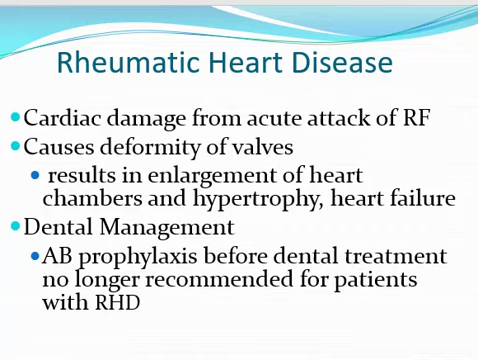 Rheumatic Heart Disease
Cardiac damage from acute attack of RF
Causes deformity of valves
results in enlargement of heart
chambers and hypertrophy, heart failure
Dental Management
AB prophylaxis before dental treatment
no longer recommended for patients
with RHD